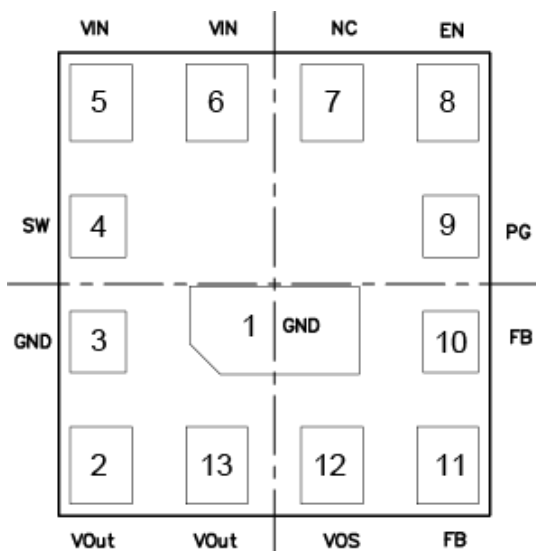 VIN VIN NC EN
5 6 7 8
SW 4 9 PG
GND 3 1 GND 10 FB
2 13 12 11
VOut VOut VOS FB